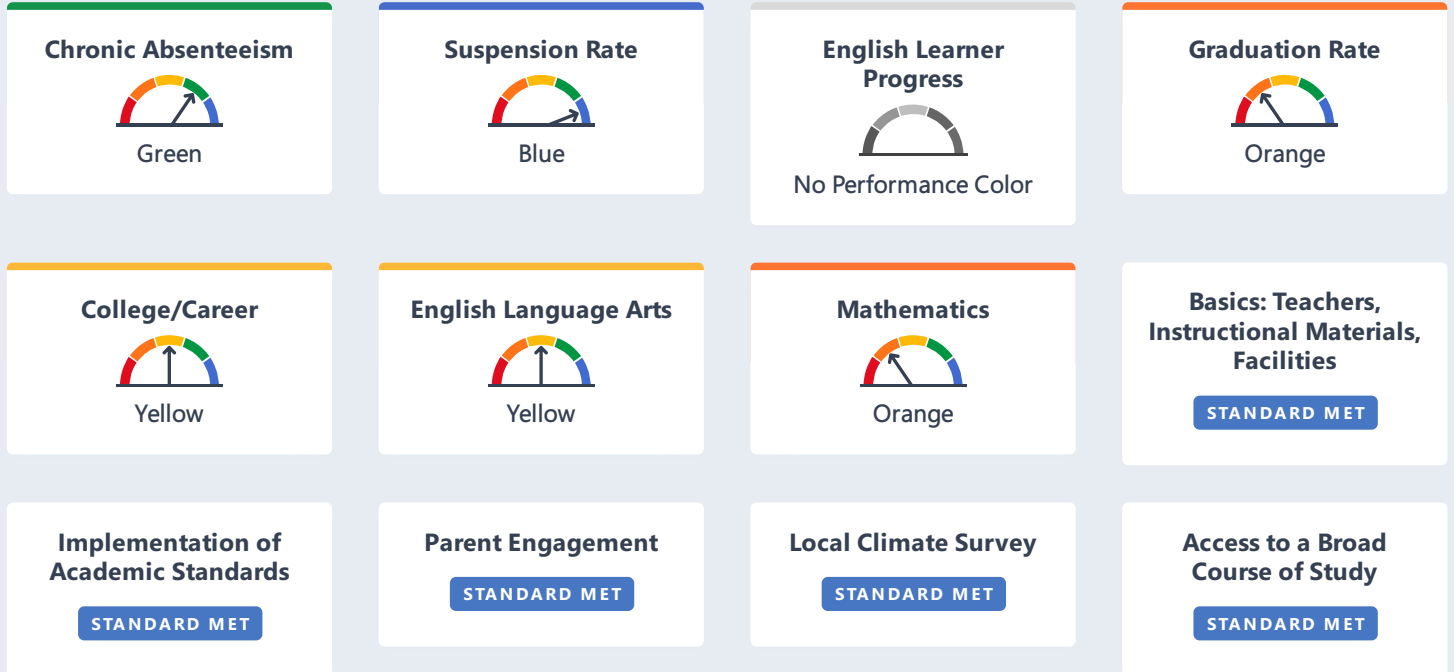 Chronic Absenteeism
Green
Suspension Rate
Blue
English Learner
Progress
No Performance Color
Graduation Rate
Orange
College/Career
Yellow
English Language Arts
Yellow
Mathematics
Orange
Basics: Teachers,
Instructional Materials,
Facilities
STANDARD MET
Implementation of
Academic Standards
STANDARD MET
Parent Engagement
STANDARD MET
Local Climate Survey
STANDARD MET
Access to a Broad
Course of Study
STANDARD MET